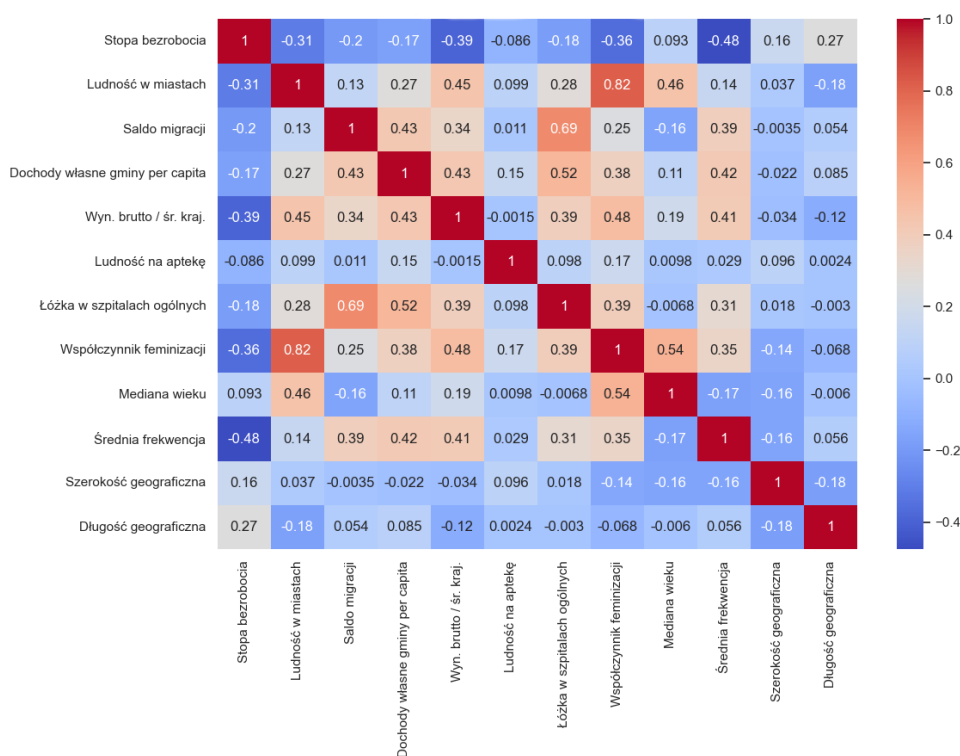 Stopa bezrobocia 1 -0.31 -0.2 -0.17 -0.39 -0.086 -0.18 -0.36 0.093 -0.48 0.16 0.27
Ludność w miastach -0.31 1 0.13 0.27 0.45 0.099 0.28 0.82 0.46 0.14 0.037 -0.18
Saldo migracji -0.2 0.13 1 0.43 0.34 0.011 0.69 0.25 -0.16 0.39 -0.0035 0.054
Dochody własne gminy per capita -0.17 0.27 0.43 1 0.43 0.15 0.52 0.38 0.11 0.42 -0.022 0.085
Wyn. brutto / śr. kraj. -0.39 0.45 0.34 0.43 1 -0.0015 0.39 0.48 0.19 0.41 -0.034 -0.12
Ludność na aptekę -0.086 0.099 0.011 0.15 -0.0015 1 0.098 0.17 0.0098 0.029 0.096 0.0024
Łóżka w szpitalach ogólnych -0.18 0.28 0.69 0.52 0.39 0.098 1 0.39 -0.0068 0.31 0.018 -0.003
Współczynnik feminizacji -0.36 0.82 0.25 0.38 0.48 0.17 0.39 1 0.54 0.35 -0.14 -0.068
Mediana wieku 0.093 0.46 -0.16 0.11 0.19 0.0098 -0.0068 0.54 1 -0.17 -0.16 -0.006
Średnia frekwencja -0.48 0.14 0.39 0.42 0.41 0.029 0.31 0.35 -0.17 1 -0.16 0.056
Szerokość geograficzna 0.16 0.037 -0.0035 -0.022 -0.034 0.096 0.018 -0.14 -0.16 -0.16 1 -0.18
Długość geograficzna 0.27 -0.18 0.054 0.085 -0.12 0.0024 -0.003 -0.068 -0.006 0.056 -0.18 1
Stopa bezrobocia
Ludność w miastach
Saldo migracji
Dochody własne gminy per capita
Wyn. brutto / śr. kraj.
Ludność na aptekę
Łóżka w szpitalach ogólnych
Współczynnik feminizacji
Mediana wieku
Średnia frekwencja
Szerokość geograficzna
Długość geograficzna
1.0
0.8
0.6
0.4
0.2
0.0
−0.2
−0.4